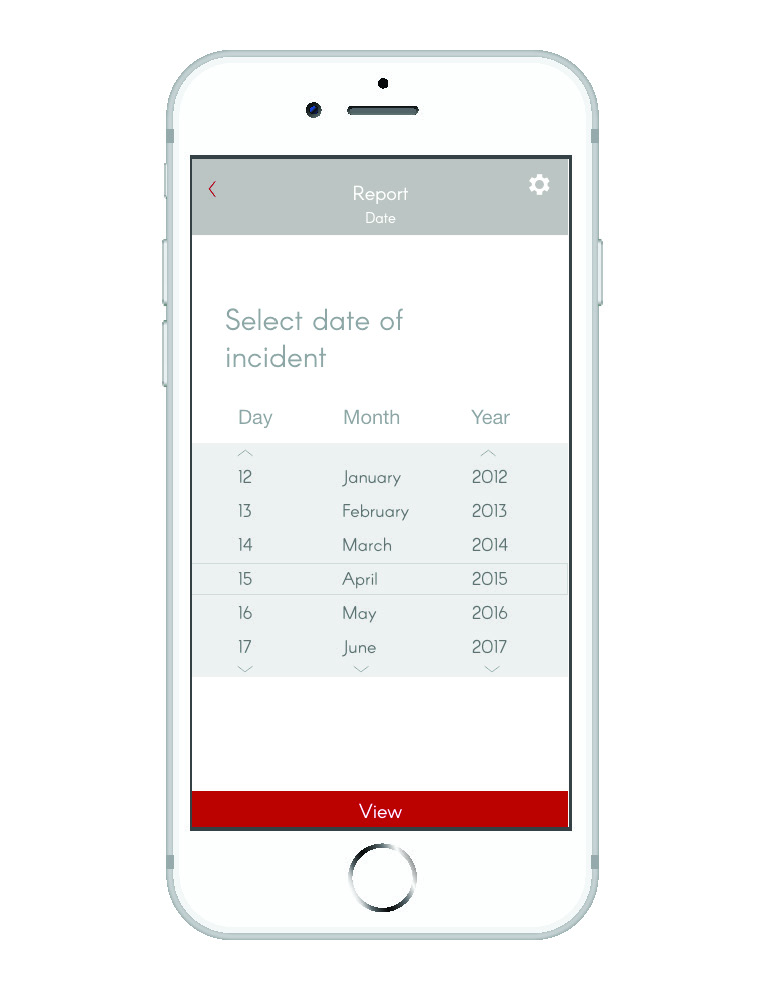 Report
Date
Select date of
incident
Day Month Year
12 January 2012
13 February 2013
14 March 2014
15 April 2015
16 May 2016
17 June 2017
View